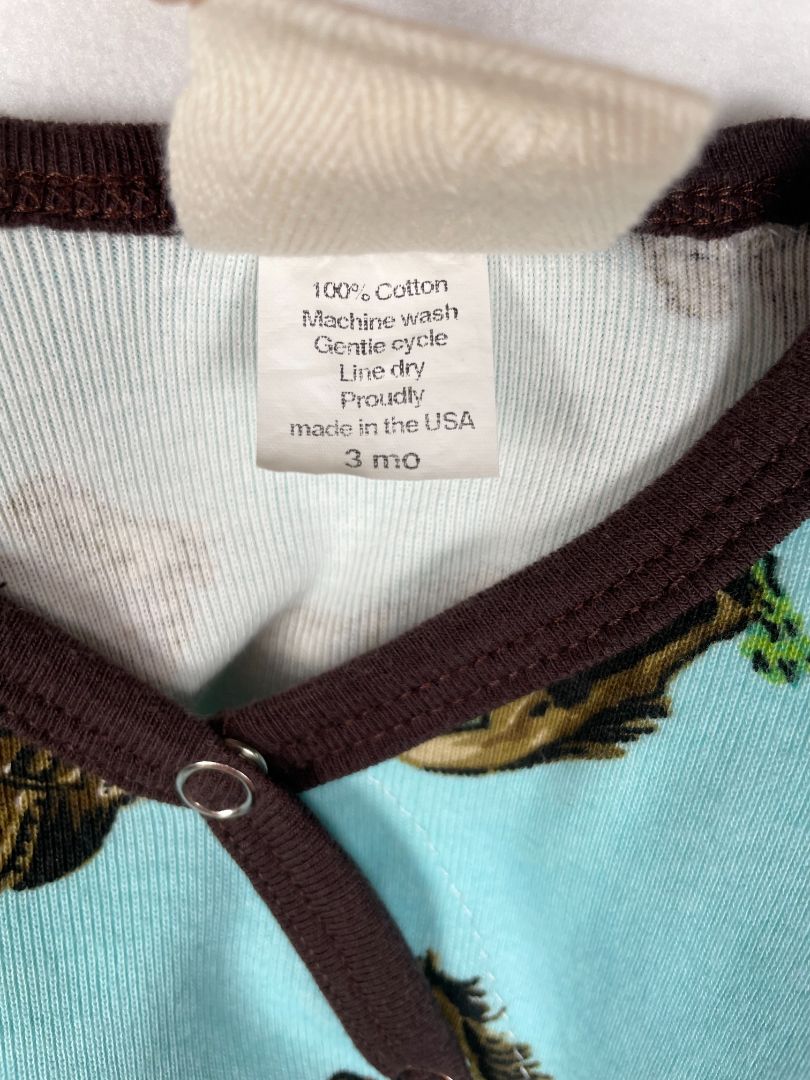 100% Cotton
Machine wash
Gentle cycle
Line dry
Proudly
made in the USA
3 mo